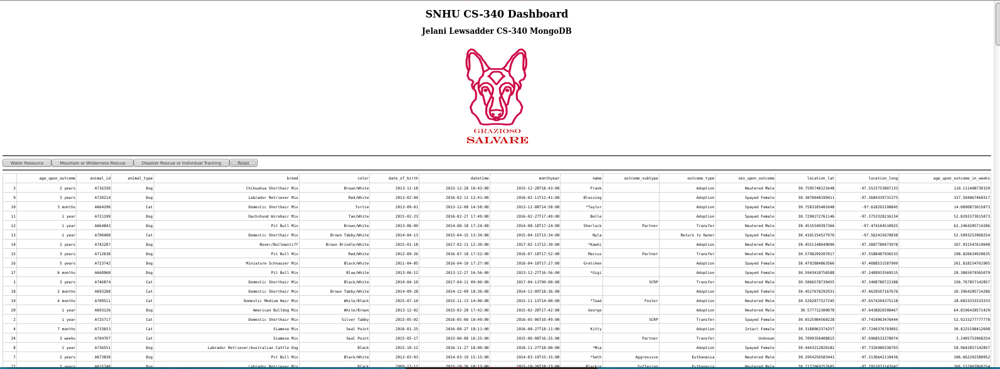 SNHU CS-340 Dashboard
Jelani Lewsadder CS-340 MongoDB
GRAZIOSO
SALVARE
Water Resource Mountain or Wilderness Rescue Disaster Rescue or Individual Tracking Reset
age_upon_outcome animal_id animal_type breed color date_of_birth datetime monthyear name outcome_subtype outcome_type sex_upon_outcome location_lat location_long age_upon_outcome_in_weeks
3 2 years A716330 Dog Chihuahua Shorthair Mix Brown/White 2013-11-18 2015-12-28 18:43:00 2015-12-28T18:43:00 Frank Adoption Neutered Male 30.7595748121648 -97.5523753807133 110.111408730159
9 3 years A720214 Dog Labrador Retriever Mix Red/White 2013-02-04 2016-02-11 12:41:00 2016-02-11T12:41:00 Blessing Adoption Spayed Female 30.3870648199411 -97.3684339731375 157.504067460317
10 3 months A664290 Cat Domestic Shorthair Mix Tortie 2013-09-01 2013-12-08 14:58:00 2013-12-08T14:58:00 *Taylor Adoption Spayed Female 30.7583105481048 -97.618292198845 14.0890873015873
11 1 year A721199 Dog Dachshund Wirehair Mix Tan/White 2015-02-23 2016-02-27 17:49:00 2016-02-27T17:49:00 Belle Adoption Spayed Female 30.7290272761146 -97.3753328216134 52.8203373015873
12 1 year A664843 Dog Pit Bull Mix Brown/White 2013-06-09 2014-08-18 17:24:00 2014-08-18T17:24:00 Sherlock Partner Transfer Neutered Male 30.4515549397366 -97.474104510925 62.2464285714286
13 1 year A700408 Cat Domestic Shorthair Mix Brown Tabby/White 2014-04-13 2015-04-15 13:34:00 2015-04-15T13:34:00 Nyla Return to Owner Spayed Female 30.4101154527976 -97.562415670838 52.5093253968254
14 2 years A742287 Dog Boxer/Bullmastiff Brown Brindle/White 2015-01-18 2017-02-11 12:30:00 2017-02-11T12:30:00 *Kawhi Adoption Neutered Male 30.4551148649096 -97.3087780473978 107.931547619048
15 3 years A712638 Dog Pit Bull Mix Red/White 2012-09-26 2016-07-18 17:52:00 2016-07-18T17:52:00 Marcus Partner Transfer Neutered Male 30.5798299207017 -97.5588487936533 198.820634920635
16 5 years A723742 Dog Miniature Schnauzer Mix Black/White 2011-04-05 2016-04-10 17:27:00 2016-04-10T17:27:00 Gretchen Adoption Spayed Female 30.4792884863566 -97.4088531587999 261.818154761905
17 6 months A668960 Dog Pit Bull Mix Blue/White 2013-06-12 2013-12-27 16:56:00 2013-12-27T16:56:00 *Gigi Adoption Spayed Female 30.5943410758588 -97.2489933569515 28.3865079365079
1 3 years A746874 Cat Domestic Shorthair Mix Black/White 2014-04-10 2017-04-11 09:00:00 2017-04-11T09:00:00 SCRP Transfer Neutered Male 30.5066578739455 -97.3408780722188 156.767857142857
18 2 months A693288 Cat Domestic Shorthair Mix Brown Tabby/White 2014-09-28 2014-12-09 18:36:00 2014-12-09T18:36:00 Adoption Spayed Female 30.4527678292931 -97.4620507167676 10.3964285714286
19 4 months A709511 Cat Domestic Medium Hair Mix White/Black 2015-07-10 2015-11-13 14:00:00 2015-11-13T14:00:00 *Toad Foster Adoption Neutered Male 30.5202877527245 -97.6574204375118 18.0833333333333
20 1 year A693126 Dog American Bulldog Mix White/Brown 2013-12-02 2015-02-28 17:42:00 2015-02-28T17:42:00 George Adoption Neutered Male 30.577712300078 -97.6438826598467 64.8196428571429
2 1 year A725717 Cat Domestic Shorthair Mix Silver Tabby 2015-05-02 2016-05-06 10:49:00 2016-05-06T10:49:00 SCRP Transfer Spayed Female 30.6525984560228 -97.7419963476444 52.9215277777778
4 7 months A733653 Cat Siamese Mix Seal Point 2016-01-25 2016-08-27 18:11:00 2016-08-27T18:11:00 Kitty Adoption Intact Female 30.3188063374257 -97.7240376703891 30.8225198412698
24 3 weeks A704707 Cat Siamese Mix Seal Point 2015-05-17 2015-06-08 16:25:00 2015-06-08T16:25:00 Partner Transfer Unknown 30.7099356408815 -97.6968533378074 3.2405753968254
8 1 year A736551 Dog Labrador Retriever/Australian Cattle Dog Black 2015-10-12 2016-11-27 18:00:00 2016-11-27T18:00:00 *Mia Adoption Spayed Female 30.4443212820182 -97.7326980338793 58.9642857142857
7 2 years A673830 Dog Pit Bull Mix Black/White 2012-03-03 2014-03-19 15:15:00 2014-03-19T15:15:00 *Seth Aggressive Euthanasia Neutered Male 30.2954256583441 -97.3136642110436 106.662202380952
22 5 years A615748 Dog Labrador Retriever Mix Black 2009-12-11 2015-10-26 18:13:00 2015-10-26T18:13:00 Blackie Suffering Euthanasia Neutered Male